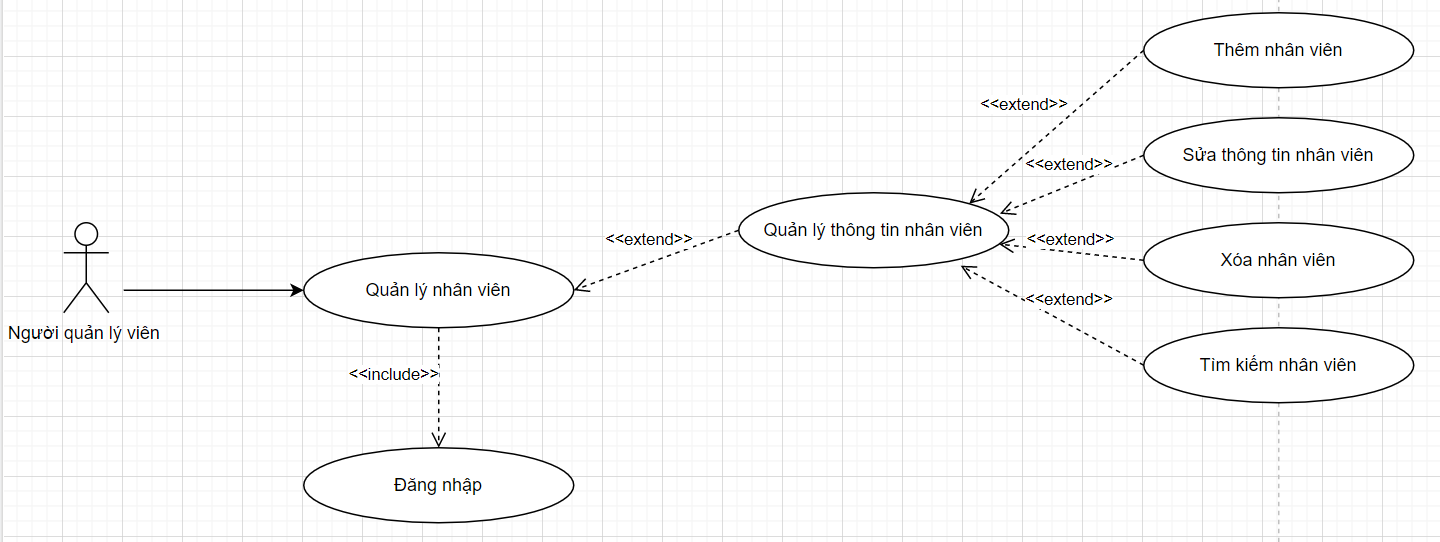 Thêm nhân viên
<<extend>>
Sửa thông tin nhân viên
<<extend>>
Quản lý thông tin nhân viên
<<extend>>
<<extend>>
Xóa nhân viên
Quản lý nhân viên
<<extend>>
Người quản lý viên
Tìm kiếm nhân viên
<<include>>
Đăng nhập